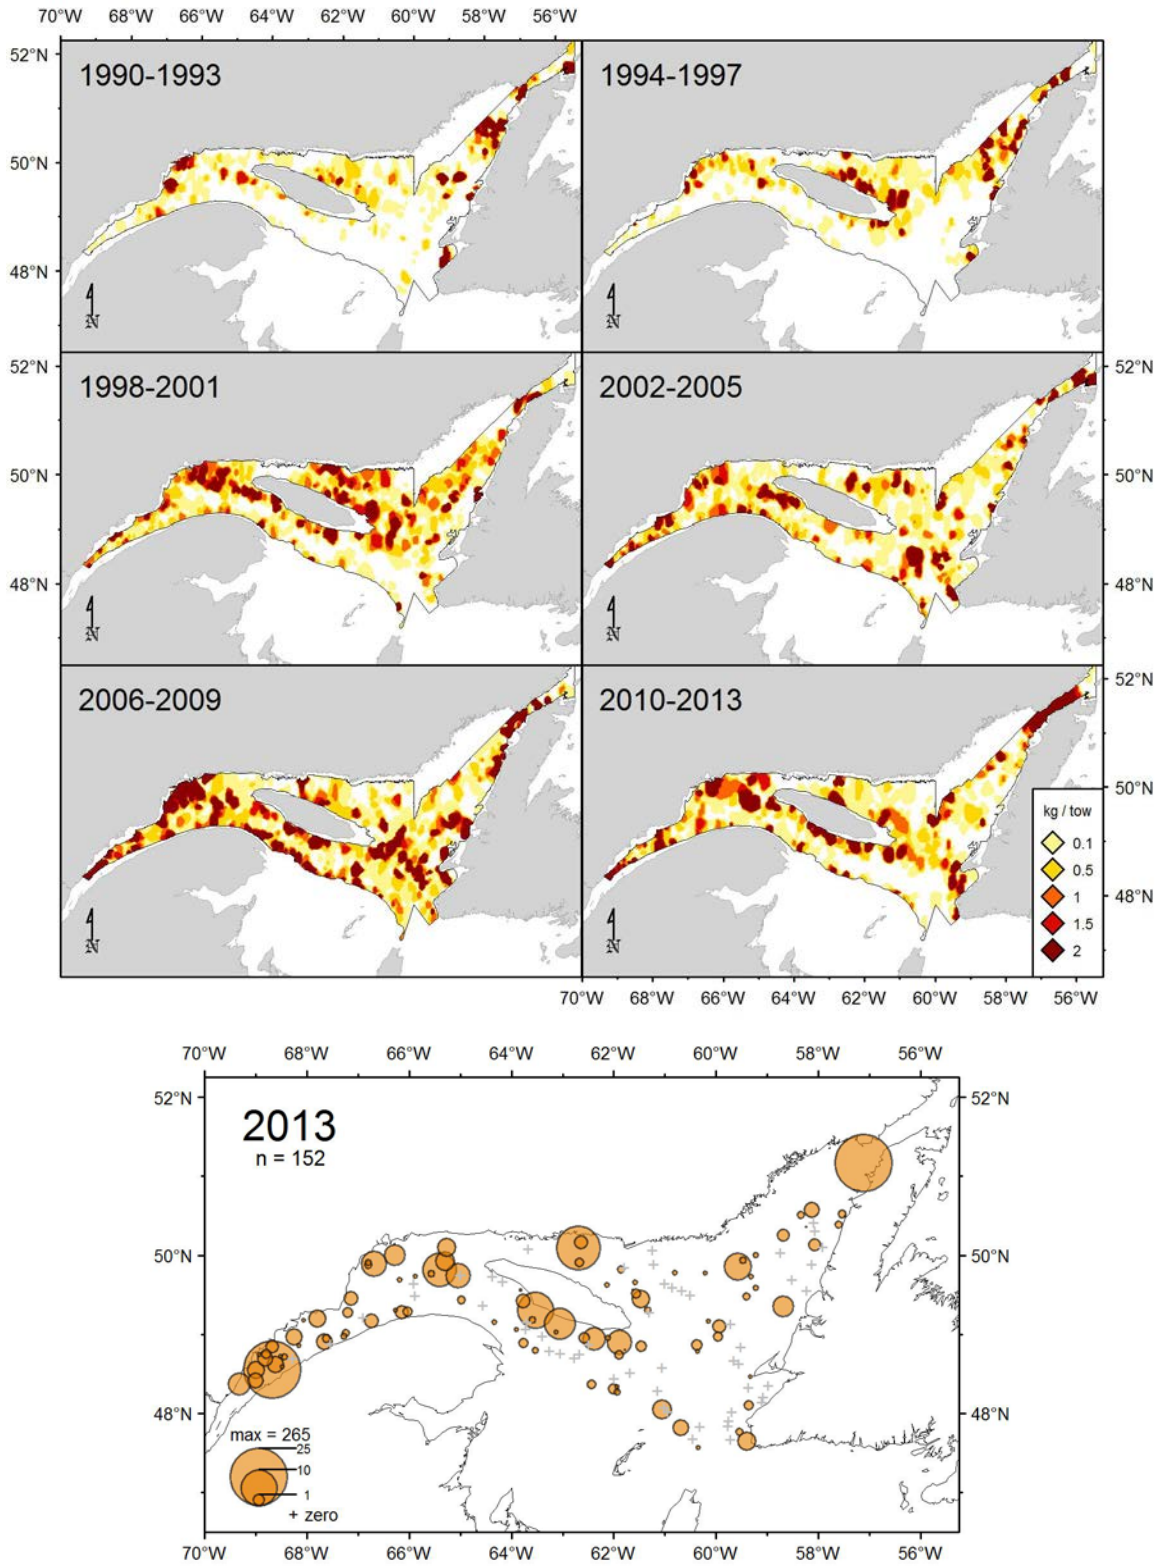 70°W 68°W 66°W 64°W 62°W 60°W 58°W 56°W
52°N
1990-1993
1994-1997
50°N
48°N
N
N
52°N
52°N
1998-2001
2002-2005
50°N
50°N
48°N
48°N
N
N
52°N
2006-2009
2010-2013
50°N
kg / tow
0.1
0.5
1
1.5
2
48°N
N
N
70°W 68°W 66°W 64°W 62°W 60°W 58°W 56°W
70°W 68°W 66°W 64°W 62°W 60°W 58°W 56°W
52°N
52°N
2013
n = 152
50°N
50°N
48°N
48°N
max = 265
25
10
1
+ zero
70°W 68°W 66°W 64°W 62°W 60°W 58°W 56°W